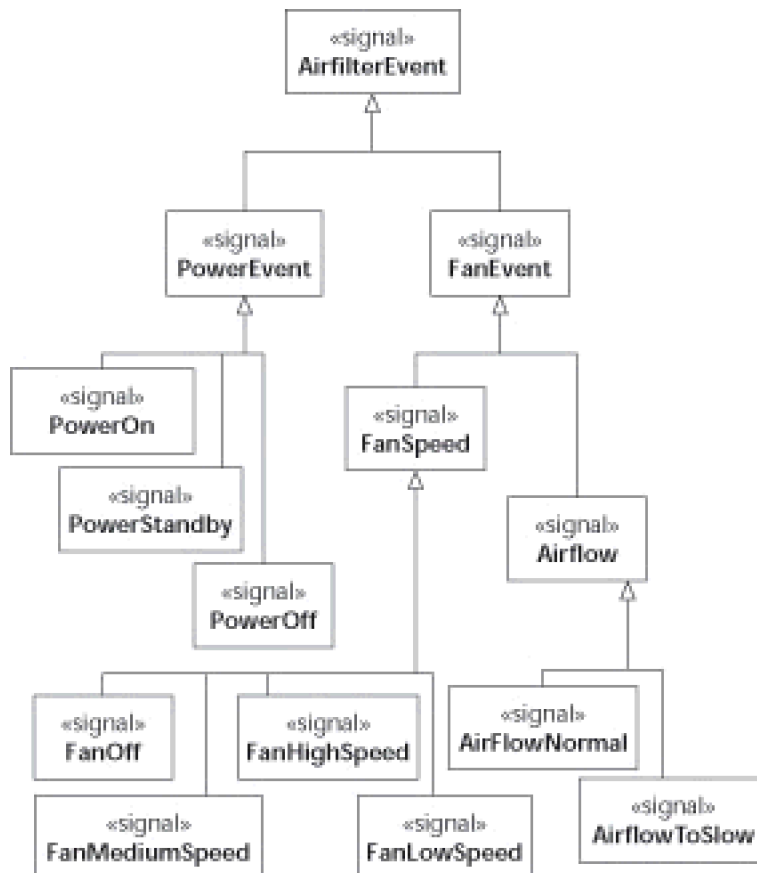 «signal»
AirfilterEvent
«signal»
PowerEvent
«signal»
FanEvent
«signal»
PowerOn
«signal»
FanSpeed
«signal»
PowerStandby
«signal»
Airflow
«signal»
PowerOff
«signal»
FanOff
«signal»
FanHighSpeed
«signal»
AirFlowNormal
«signal»
FanMediumSpeed
«signal»
FanLowSpeed
«signal»
AirflowToSlow